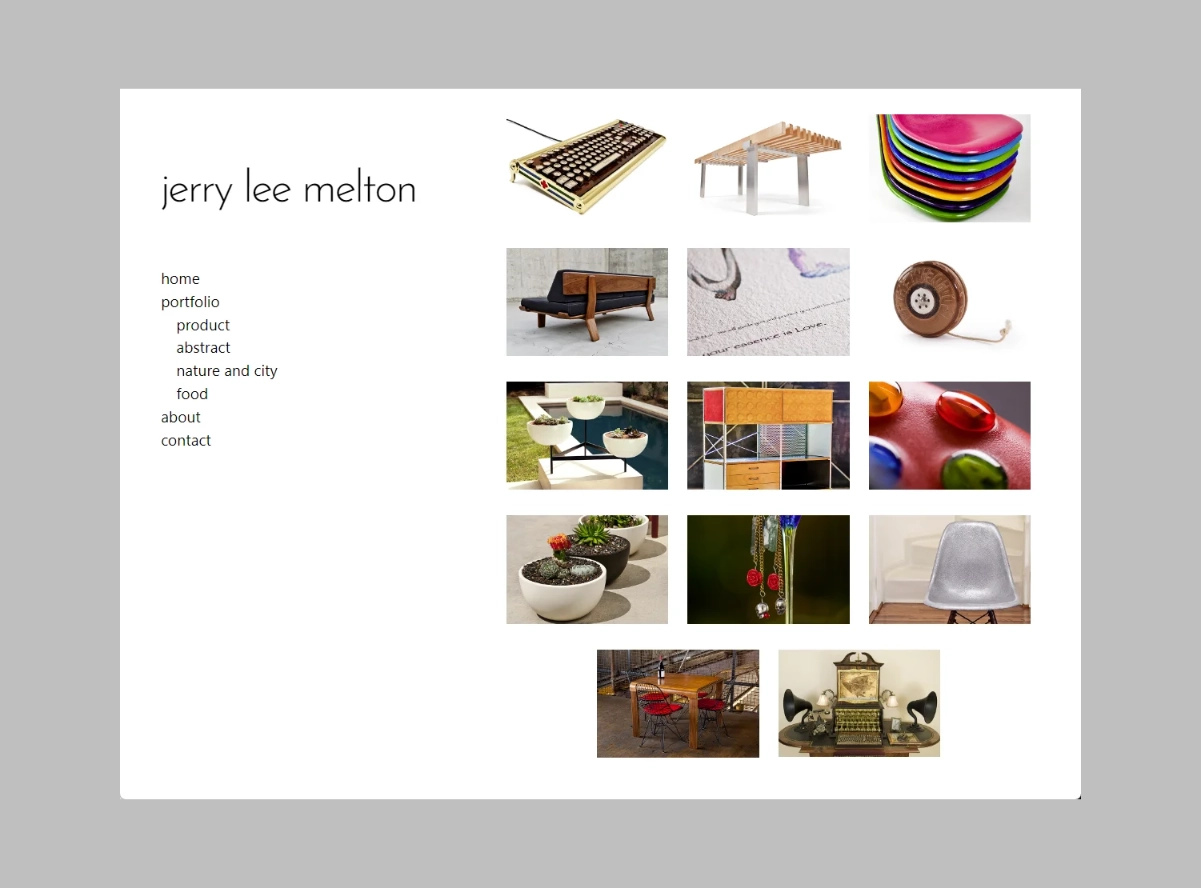 jerry lee melton
home
portfolio
product
abstract
nature and city
food
about
contact
your essence is Love.